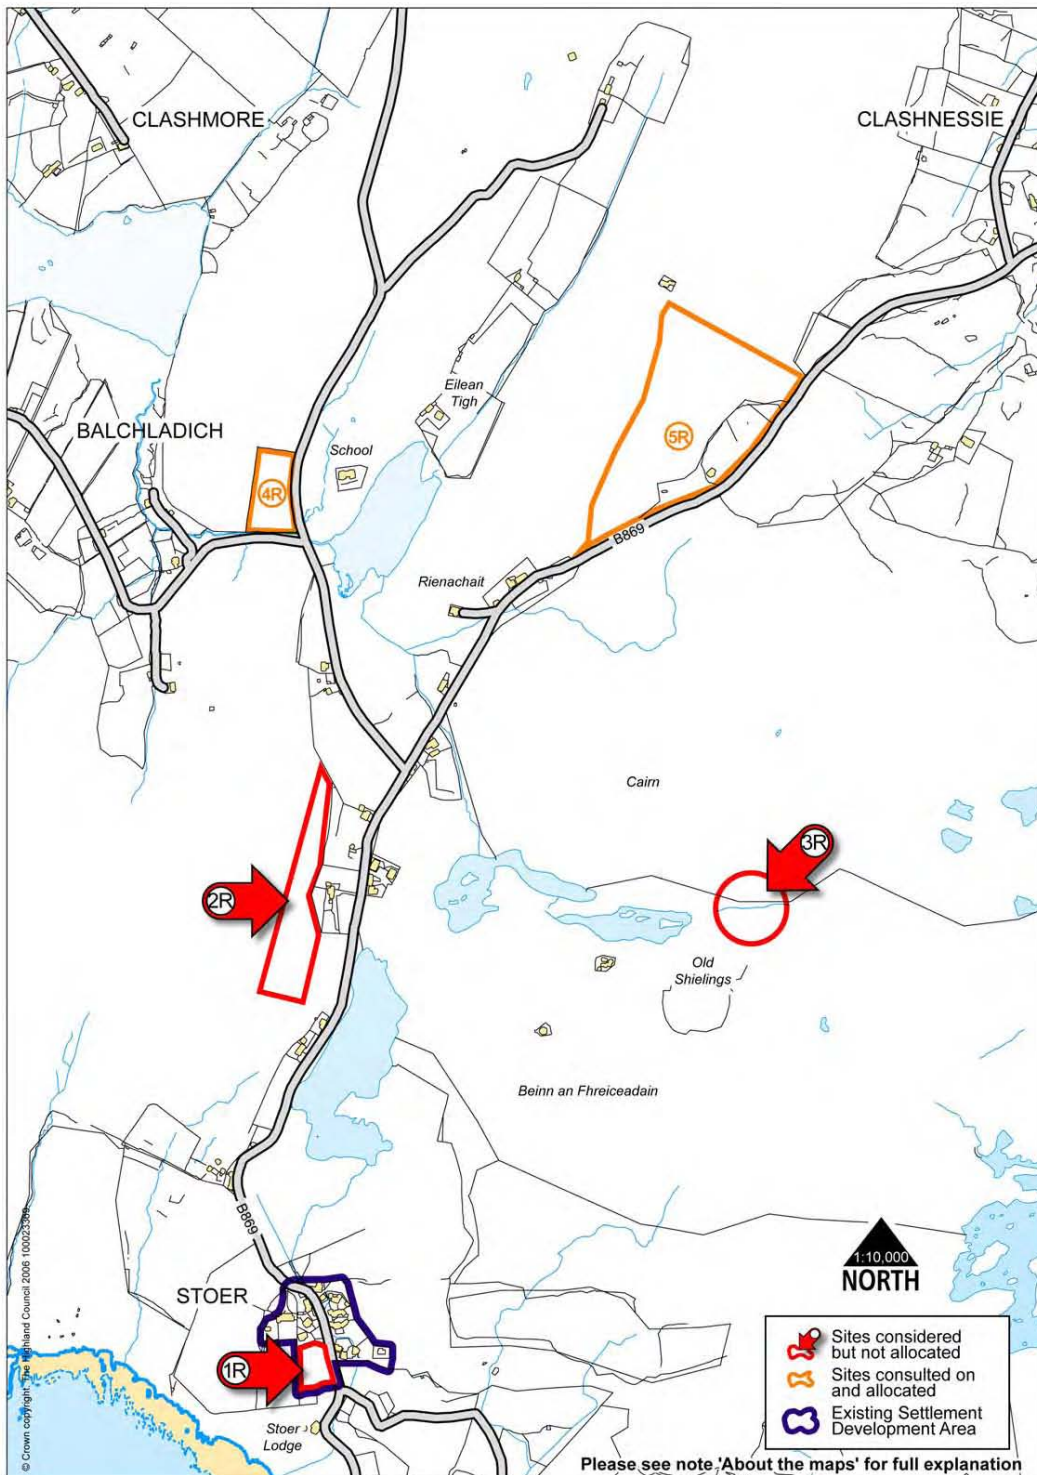 CLASHMORE
CLASHNESSIE
Eilean
Tigh
BALCHLADICH
School
4R
5R
B869
Rienachait
Cairn
3R
2R
Old
Shielings
Beinn an Fhreiceadain
B869
STOER
1R
Stoer
Lodge
1:10,000
NORTH
Sites considered
but not allocated
Sites consulted on
and allocated
Existing Settlement
Development Area
© Crown copyright. The Highland Council 2006 100023369.
Please see note 'About the maps' for full explanation